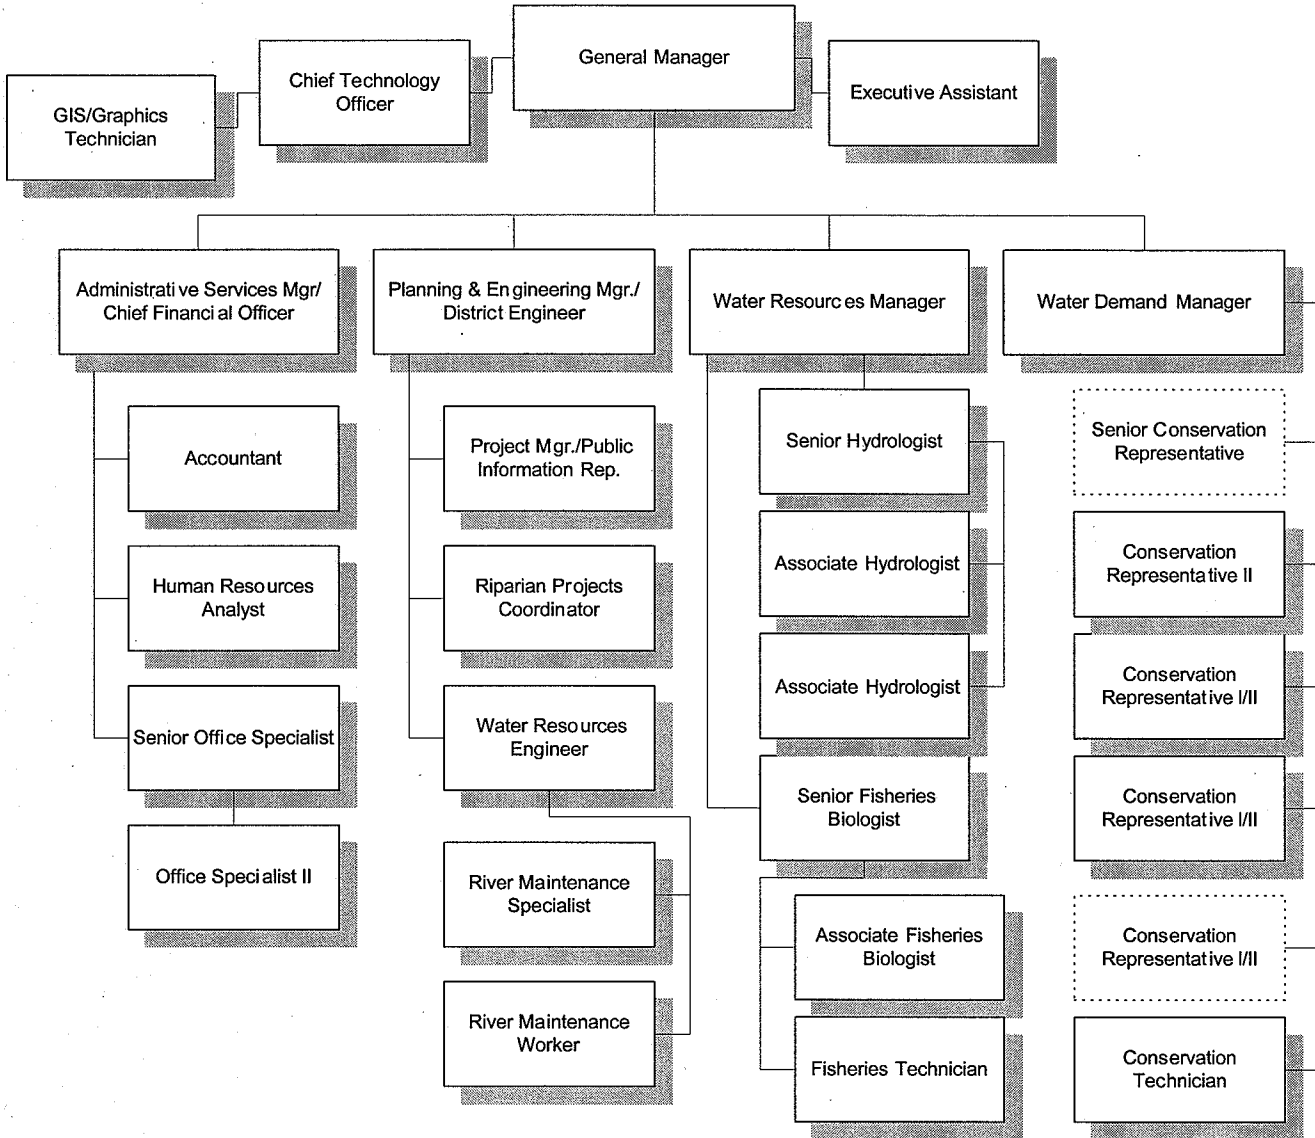 General Manager
Chief Technology
Officer
Executive Assistant
GIS/Graphics
Technician
Administrative Services Mgr/
Chief Financial Officer
Planning & Engineering Mgr./
District Engineer
Water Resources Manager
Water Demand Manager
Accountant
Human Resources
Analyst
Senior Office Specialist
Office Specialist II
Project Mgr./Public
Information Rep.
Riparian Projects
Coordinator
Water Resources
Engineer
River Maintenance
Specialist
River Maintenance
Worker
Senior Hydrologist
Associate Hydrologist
Associate Hydrologist
Senior Fisheries
Biologist
Associate Fisheries
Biologist
Fisheries Technician
Senior Conservation
Representative
Conservation
Representative II
Conservation
Representative I/II
Conservation
Representative I/II
Conservation
Representative I/II
Conservation
Technician